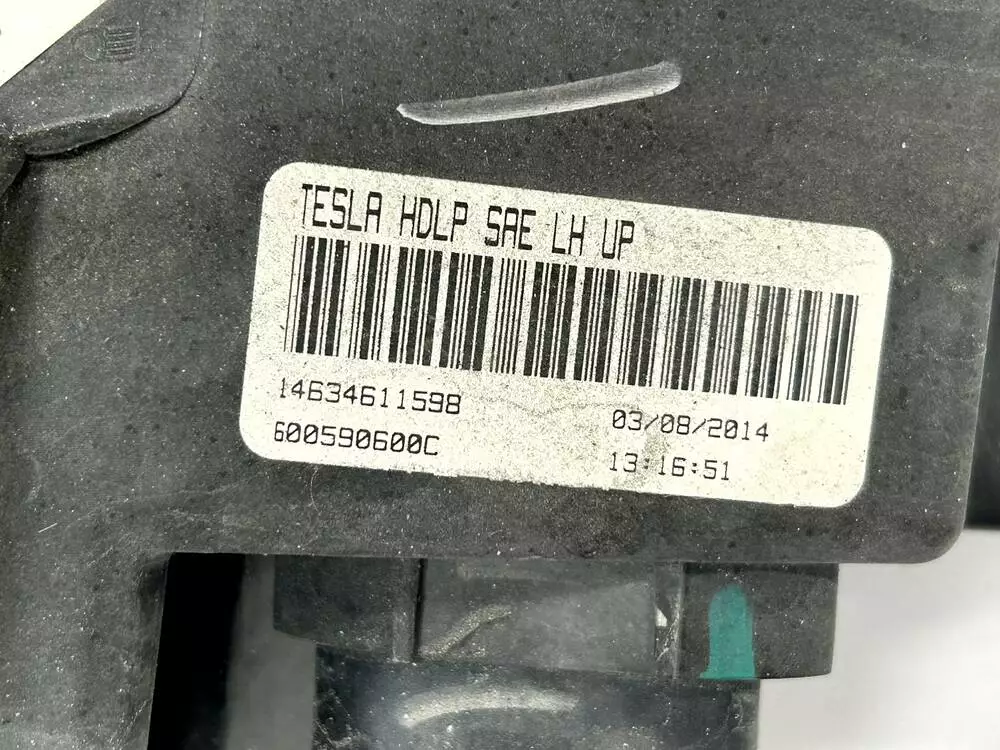 TESLA HDLP SAE LH UP
14634611598
03/08/2014
600590600C
13:16:51